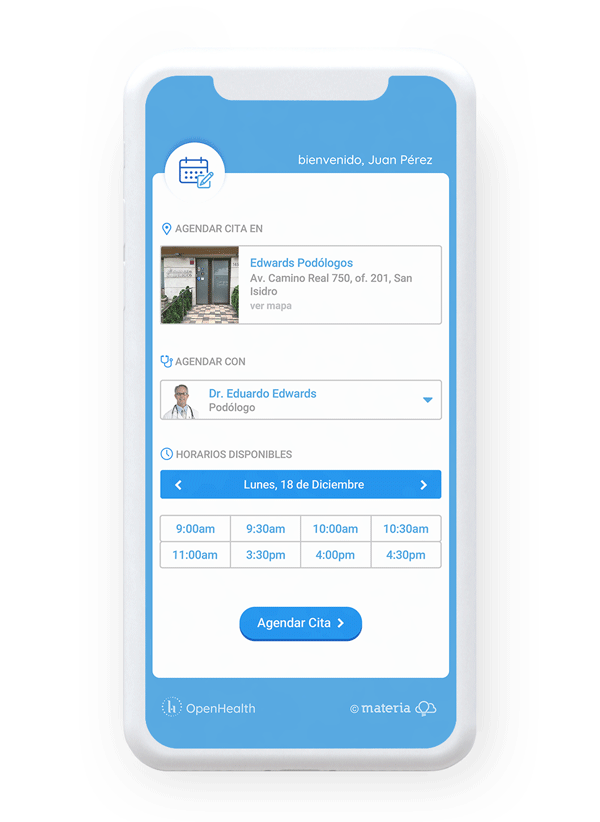 bienvenido, Juan Pérez
AGENDAR CITA EN
Edwards Podólogos
Av. Camino Real 750, of. 201, San
Isidro
ver mapa
AGENDAR CON
Dr. Eduardo Edwards
Podólogo
HORARIOS DISPONIBLES
Lunes, 18 de Diciembre
9:00am 9:30am 10:00am 10:30am
11:00am 3:30pm 4:00pm 4:30pm
Agendar Cita
h OpenHealth © materia